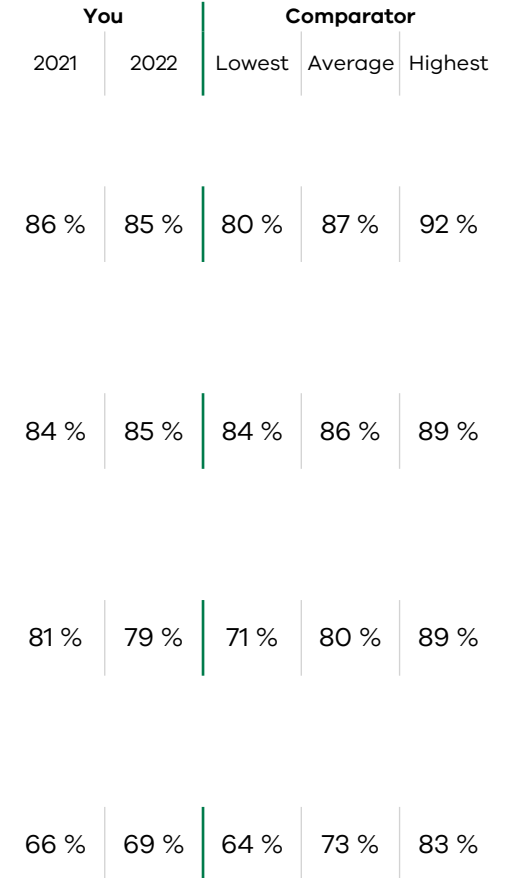 You Comparator
2021 2022 Lowest Average Highest
86 % 85 % 80 % 87 % 92 %
84 % 85 % 84 % 86 % 89 %
81 % 79 % 71 % 80 % 89 %
66 % 69 % 64 % 73 % 83 %